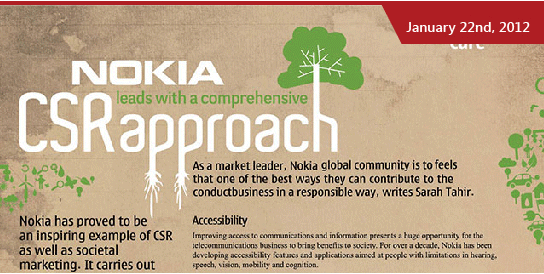 January 22nd, 2012
Care
NOKIA
leads with a comprehensive
CSR approach
As a market leader, Nokia global community is to feels
that one of the best ways they can contribute to the
conductbusiness in a responsible way, writes Sarah Tahir.
Nokia has proved to be
an inspiring example of CSR
as well as societal
marketing. It carries out
Accessibility
Improving access to communications and information presents a huge opportunity for the
telecommunications business to bring benefits to society. For over a decade, Nokia has been
developing accessibility features and applications aimed at people with limitations in hearing,
speech, vision, mobility and cognition.